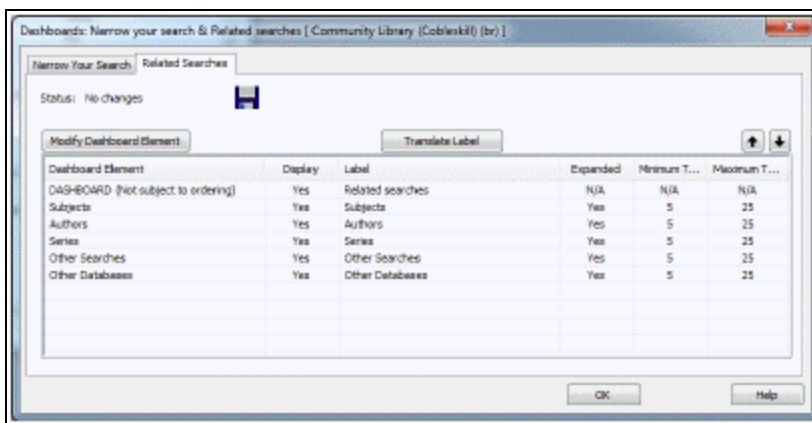 Dashboards: Narrow your search & Related searches [ Community Library (Cobleskill) (br) ]
Narrow Your Search Related Searches
Status: No changes
Modify Dashboard Element Translate Label
Dashboard Element Display Label Expanded Minimum T... Maximum T...
DASHBOARD (Not subject to ordering) Yes Related searches N/A N/A N/A
Subjects Yes Subjects Yes 5 25
Authors Yes Authors Yes 5 25
Series Yes Series Yes 5 25
Other Searches Yes Other Searches Yes 5 25
Other Databases Yes Other Databases Yes 5 25
OK Help